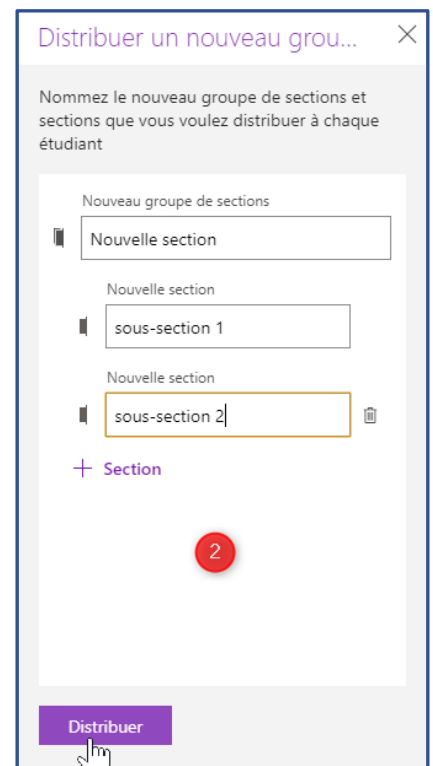 Distribuer un nouveau grou...
Nommez le nouveau groupe de sections et
sections que vous voulez distribuer à chaque
étudiant
Nouveau groupe de sections
Nouvelle section
Nouvelle section
sous-section 1
Nouvelle section
sous-section 2
+ Section
2
Distribuer